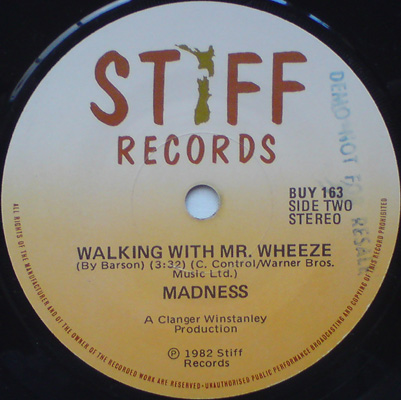 STIFF
RECORDS
DEMO-NOT FOR RESALE
BUY 163
SIDE TWO
STEREO
WALKING WITH MR. WHEEZE
(By Barson) (3:32) (C. Control/Warner Bros.
Music Ltd.)
MADNESS
A Clanger Winstanley
Production
℗ 1982 Stiff
Records
ALL RIGHTS OF THE MANUFACTURER AND OF THE OWNER OF THE RECORDED WORK ARE RESERVED-UNAUTHORISED PUBLIC PERFORMANCE BROADCASTING AND COPYING OF THIS RECORD PROHIBITED